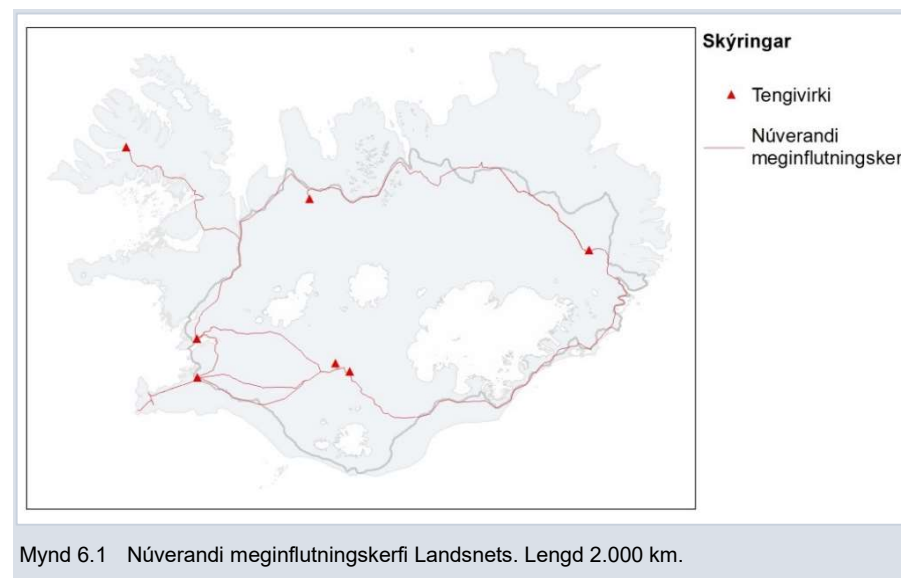 Skýringar
Tengivirki
Núverandi
meginflutningsker
Mynd 6.1 Núverandi meginflutningskerfi Landsnets. Lengd 2.000 km.